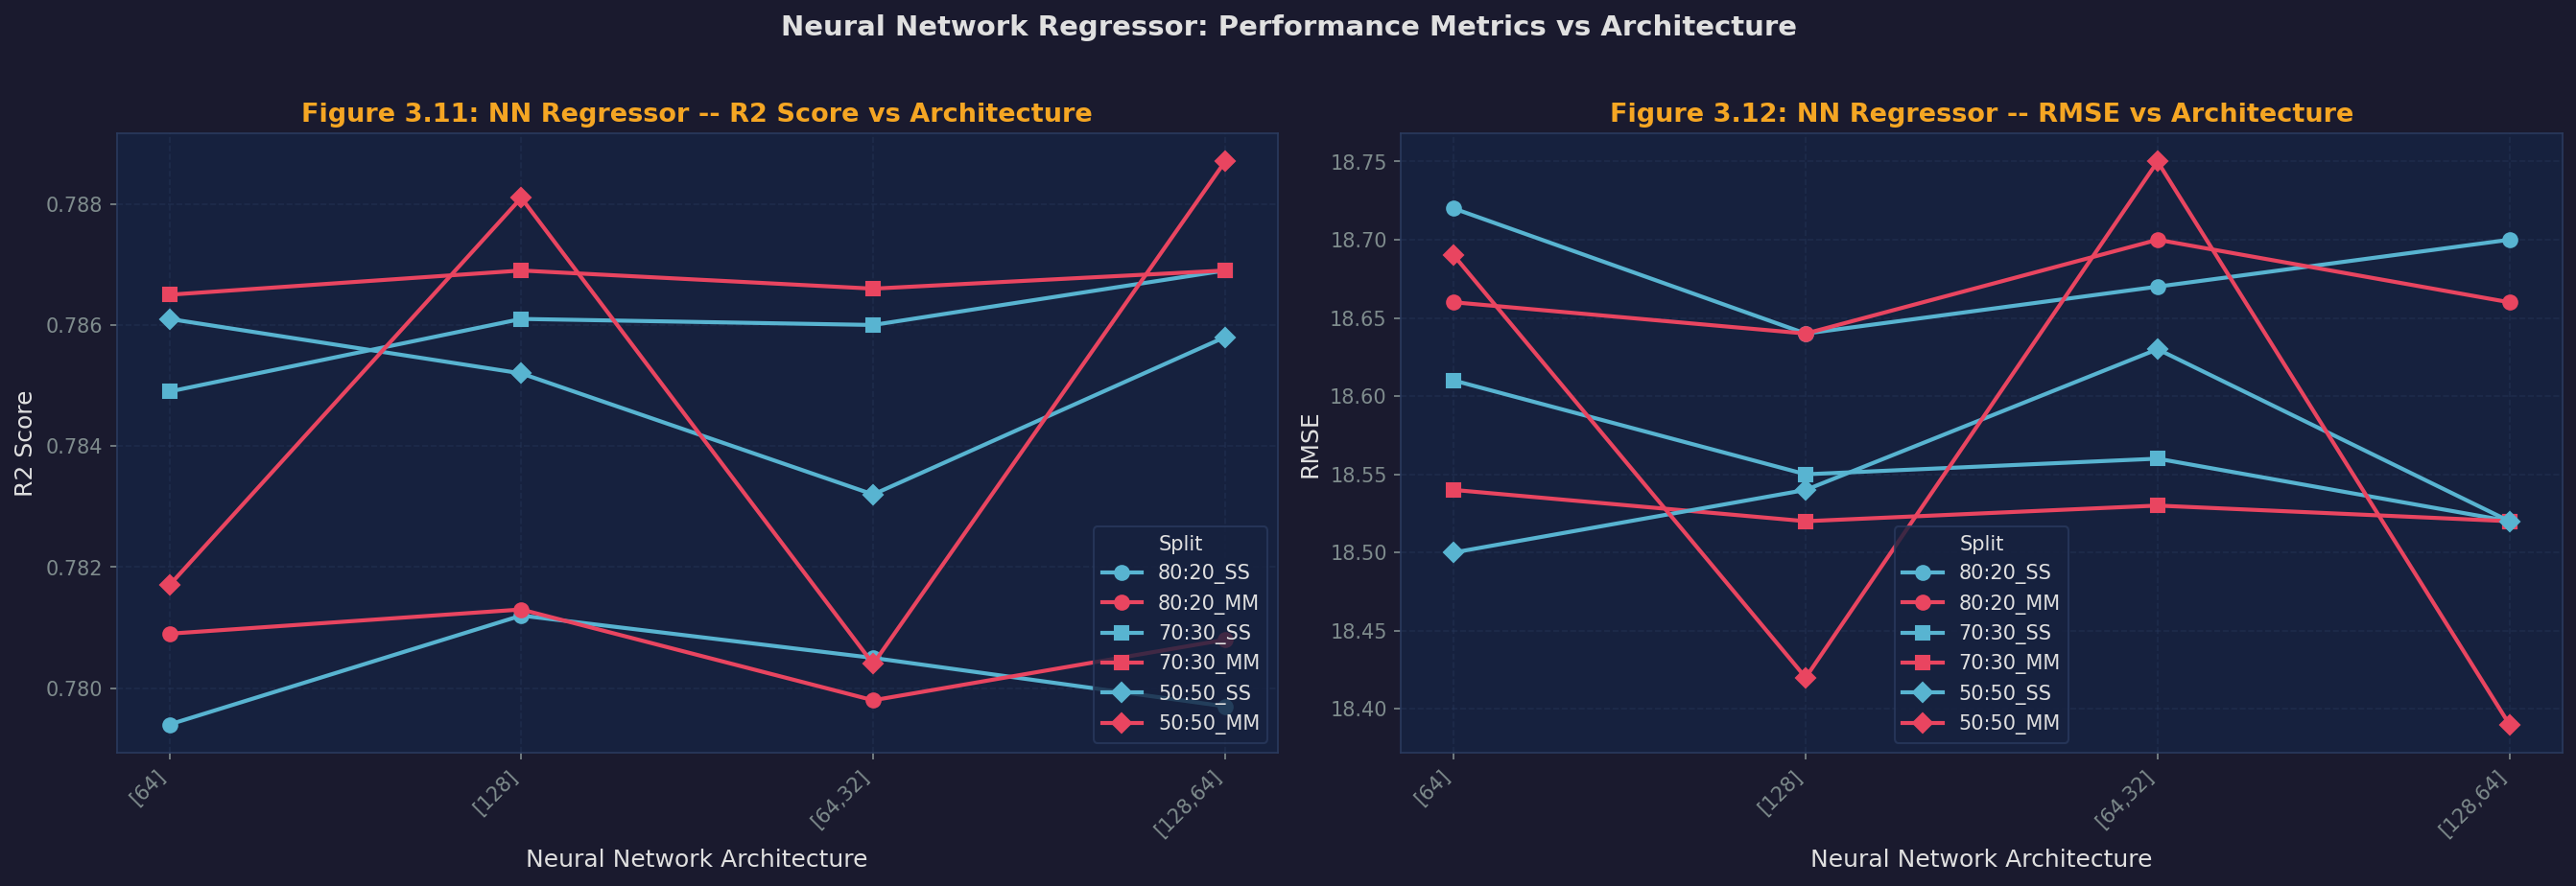 Neural Network Regressor: Performance Metrics vs Architecture
Figure 3.11: NN Regressor -- R2 Score vs Architecture
R2 Score
0.788
0.786
0.784
0.782
0.780
[64]
[128]
[64,32]
[128,64]
Neural Network Architecture
Split
80:20_SS
80:20_MM
70:30_SS
70:30_MM
50:50_SS
50:50_MM
Figure 3.12: NN Regressor -- RMSE vs Architecture
RMSE
18.75
18.70
18.65
18.60
18.55
18.50
18.45
18.40
[64]
[128]
[64,32]
[128,64]
Neural Network Architecture
Split
80:20_SS
80:20_MM
70:30_SS
70:30_MM
50:50_SS
50:50_MM